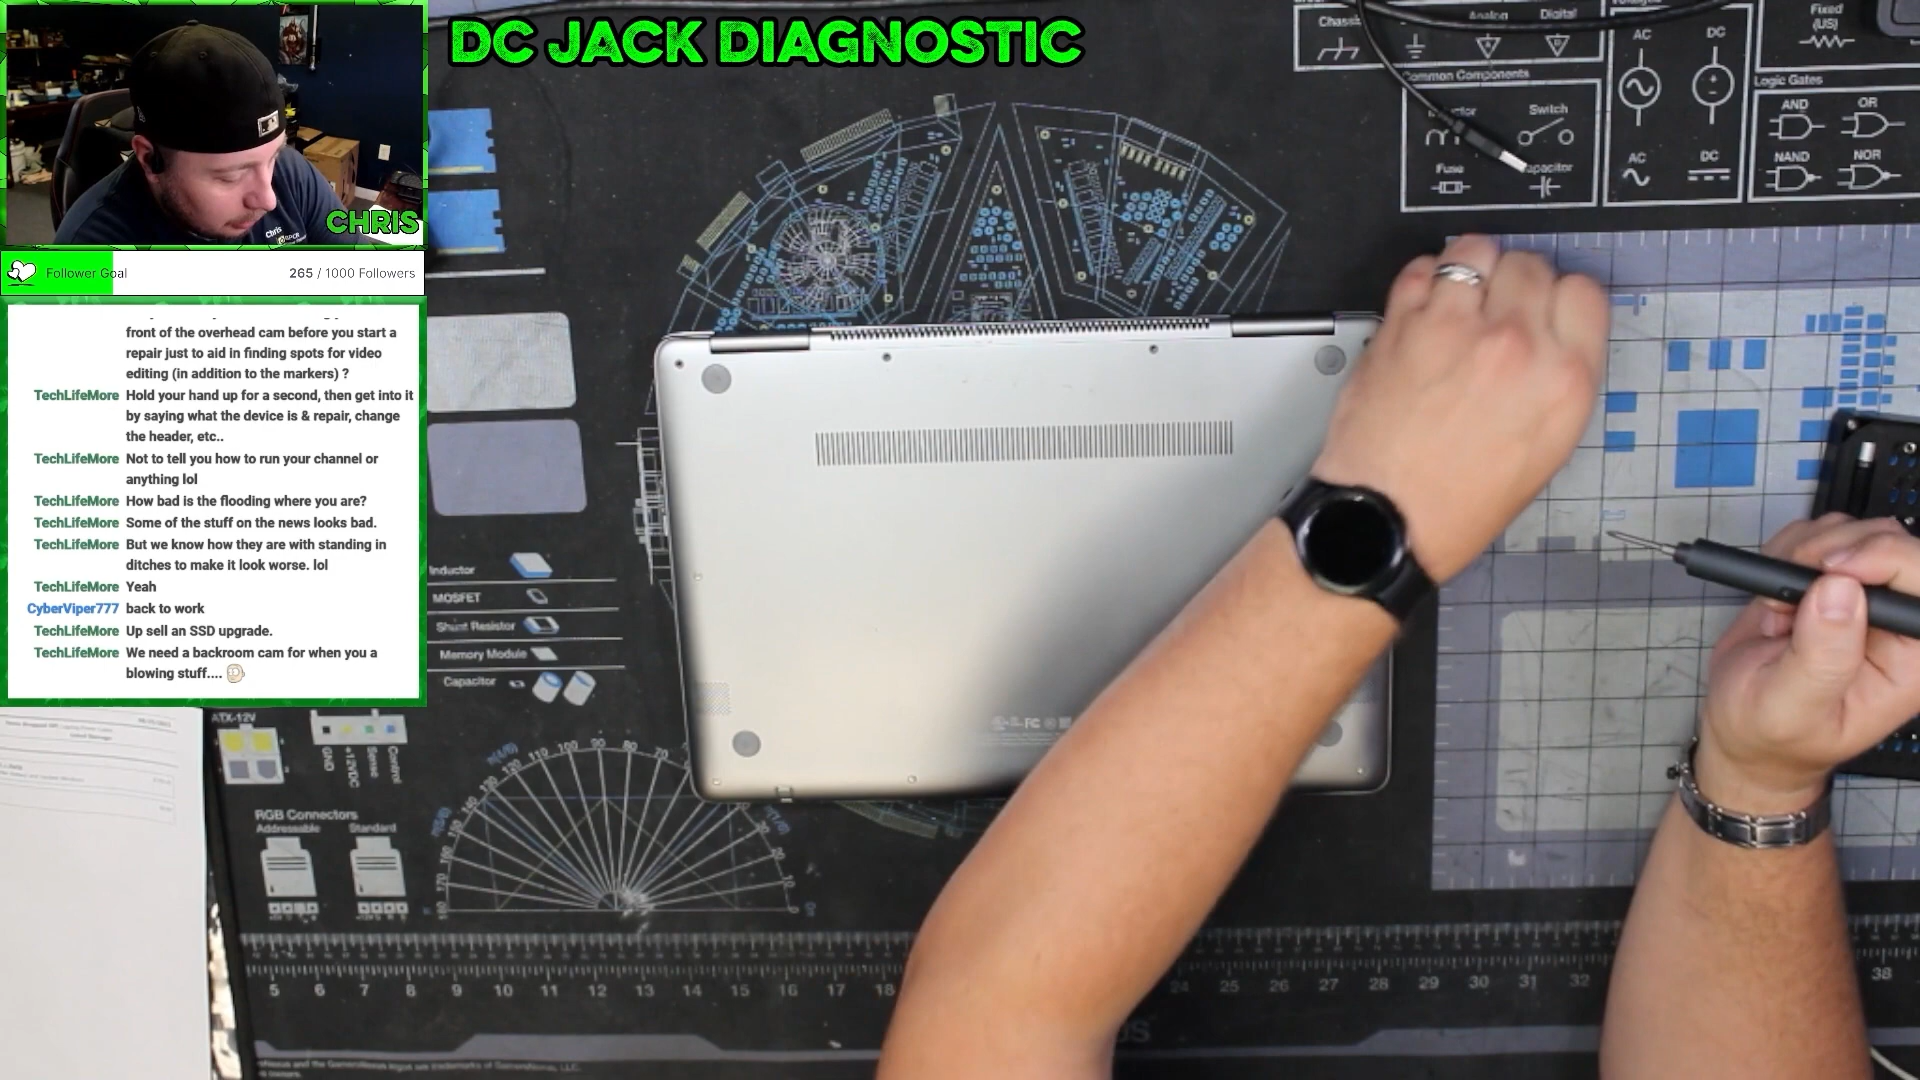 DC JACK DIAGNOSTIC
CHRIS
Chris
Follower Goal
265 / 1000 Followers
front of the overhead cam before you start a
repair just to aid in finding spots for video
editing (in addition to the markers) ?
TechLifeMore Hold your hand up for a second, then get into it
by saying what the device is & repair, change
the header, etc..
TechLifeMore Not to tell you how to run your channel or
anything lol
TechLifeMore How bad is the flooding where you are?
TechLifeMore Some of the stuff on the news looks bad.
TechLifeMore But we know how they are with standing in
ditches to make it look worse. lol
TechLifeMore Yeah
CyberViper777 back to work
TechLifeMore Up sell an SSD upgrade.
TechLifeMore We need a backroom cam for when you a
blowing stuff....
Chassis
Analog
Digital
Common Components
Switch
Fuse
AC
DC
AC
DC
Fixed
(US)
Logic Gates
AND
OR
NAND
NOR
Inductor
MOSFET
Shunt Resistor
Memory Module
Capacitor
FC
ATX-12V
GND
+12VDC
Sense
Control
RGB Connectors
Addressable
Standard
110 100 90 80 70
5 6 7 8 9 10 11 12 13 14 15 16 17 18
24 25 26 27 28 29 30 31 32
38